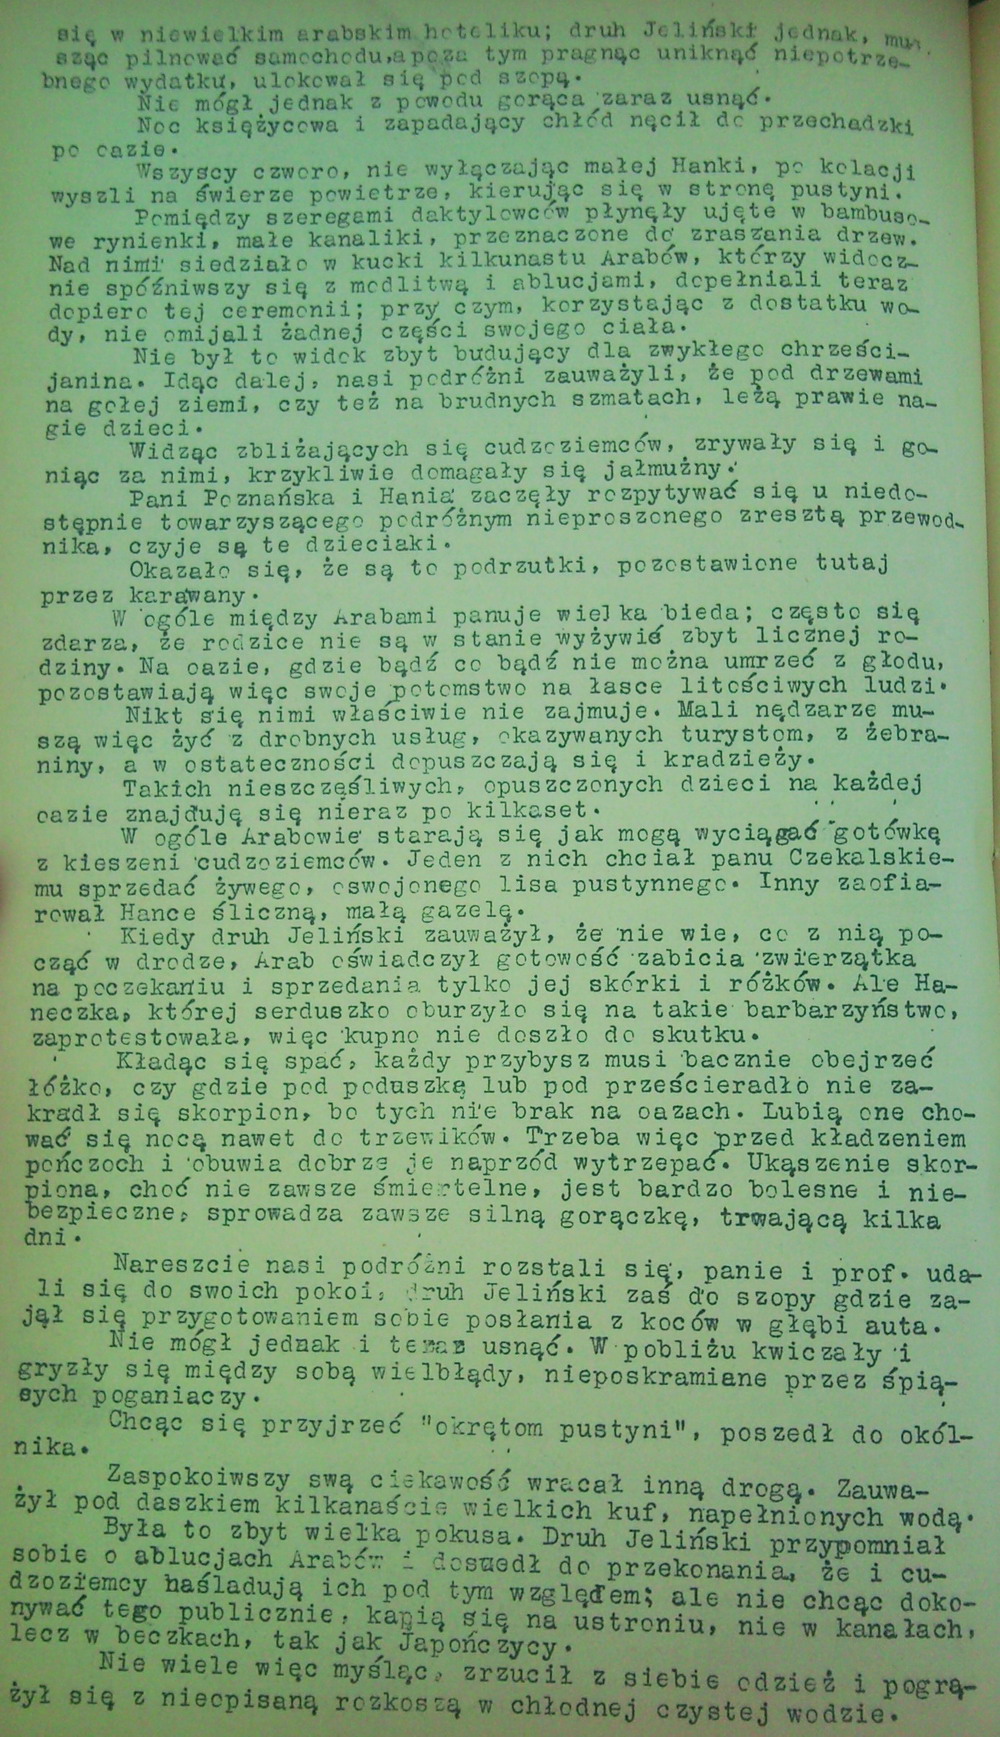 się w niewielkim arabskim hoteliku; druh Jeliński jednak, mu-
sząc pilnować samochodu, a poza tym pragnąc uniknąć niepotrze-
bnego wydatku, ulokował się pod szopą.
Nie mógł jednak z powodu gorąca zaraz usnąć.
Noc księżycowa i zapadający chłód nęcił do przechadzki
po oazie.
Wszyscy czworo, nie wyłączając małej Hanki, po kolacji
wyszli na świerze powietrze, kierując się w stronę pustyni.
Pomiędzy szeregami daktylowców płynęły ujęte w bambuso-
we rynienki, małe kanaliki, przeznaczone do zraszania drzew.
Nad nimi siedziało w kucki kilkunastu Arabów, którzy widocz-
nie spóźniwszy się z modlitwą i ablucjami, dopełniali teraz
dopiero tej ceremonii; przy czym, korzystając z dostatku wo-
dy, nie omijali żadnej części swojego ciała.
Nie był to widok zbyt budujący dla zwykłego chrześci-
janina. Idąc dalej, nasi podróżni zauważyli, że pod drzewami
na gołej ziemi, czy też na brudnych szmatach, leżą prawie na-
gie dzieci.
Widząc zbliżających się cudzoziemców, zrywały się i go-
niąc za nimi, krzykliwie domagały się jałmużny.
Pani Poznańska i Hania zaczęły rozpytywać się u niedo-
stępnie towarzyszącego podróżnym nieproszonego zresztą przewod-
nika, czyje są te dzieciaki.
Okazało się, że są to podrzutki, pozostawione tutaj
przez karawany.
W ogóle między Arabami panuje wielka bieda; często się
zdarza, że rodzice nie są w stanie wyżywić zbyt licznej ro-
dziny. Na oazie, gdzie bądź co bądź nie można umrzeć z głodu,
pozostawiają więc swoje potomstwo na łasce litościwych ludzi.
Nikt się nimi właściwie nie zajmuje. Mali nędzarze mu-
szą więc żyć z drobnych usług, okazywanych turystom, z żebra-
niny, a w ostateczności dopuszczają się i kradzieży.
Takich nieszczęśliwych, opuszczonych dzieci na każdej
oazie znajdują się nieraz po kilkaset.
W ogóle Arabowie starają się jak mogą wyciągać gotówkę
z kieszeni cudzoziemców. Jeden z nich chciał panu Czekalskie-
mu sprzedać żywego, oswojonego lisa pustynnego. Inny zaofia-
rował Hance śliczną, małą gazelę.
Kiedy druh Jeliński zauważył, że nie wie, co z nią po-
cząć w drodze, Arab oświadczył gotowość zabicia zwierzątka
na poczekaniu i sprzedania tylko jej skórki i różków. Ale Ha-
neczka, której serduszko oburzyło się na takie barbarzyństwo,
zaprotestowała, więc kupno nie doszło do skutku.
Kładąc się spać, każdy przybysz musi bacznie obejrzeć
łóżko, czy gdzie pod poduszkę lub pod prześcieradło nie za-
kradł się skorpion, bo tych nie brak na oazach. Lubią one cho-
wać się nocą nawet do trzewików. Trzeba więc przed kładzeniem
pończoch i obuwia dobrze je naprzód wytrzepać. Ukąszenie skor-
piona, choć nie zawsze śmiertelne, jest bardzo bolesne i nie-
bezpieczne, sprowadza zawsze silną gorączkę, trwającą kilka
dni.
Nareszcie nasi podróżni rozstali się, panie i prof. uda-
li się do swoich pokoi, druh Jeliński zaś do szopy gdzie za-
jął się przygotowaniem sobie posłania z koców w głębi auta.
Nie mógł jednak i teraz usnąć. W pobliżu kwiczały i
gryzły się między sobą wielbłądy, nieposkramiane przez śpią-
sych poganiaczy.
Chcąc się przyjrzeć "okrętom pustyni", poszedł do okól-
nika.
Zaspokoiwszy swą ciekawość wracał inną drogą. Zauwa-
żył pod daszkiem kilkanaście wielkich kuf, napełnionych wodą.
Była to zbyt wielka pokusa. Druh Jeliński przypomniał
sobie o ablucjach Arabów i doszedł do przekonania, że i cu-
dzoziemcy naśladują ich pod tym względem; ale nie chcąc doko-
nywać tego publicznie, kąpią się na ustroniu, nie w kanałach,
lecz w beczkach, tak jak Japończycy.
Nie wiele więc myśląc, zrzucił z siebie odzież i pogrą-
żył się z nieopisaną rozkoszą w chłodnej czystej wodzie.